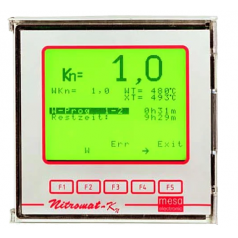 Kn= 1,0
WKn= 1.0 WT= 480°C
XT= 493°C
W-Prog 1-2 0h31m
Restzeit: 9h29m
Err Exit
W →
F1 F2 F3 F4 F5
Nitromat-Kn
mesa